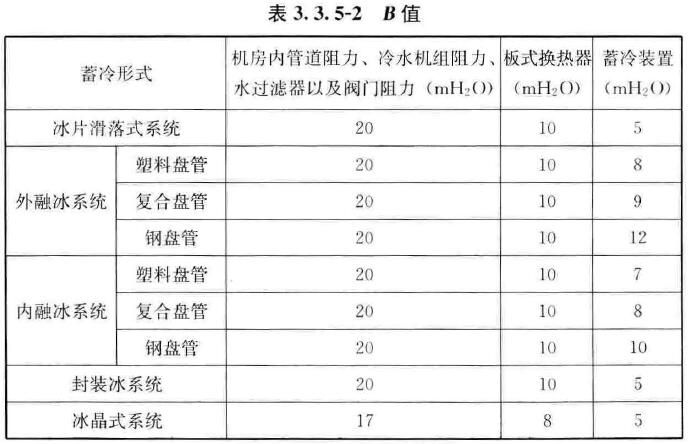 表 3.3.5-2 B 值
蓄冷形式 机房内管道阻力、冷水机组阻力、水过滤器以及阀门阻力（mH₂O） 板式换热器（mH₂O） 蓄冷装置（mH₂O）
冰片滑落式系统 20 10 5
外融冰系统 塑料盘管 20 10 8
复合盘管 20 10 9
钢盘管 20 10 12
内融冰系统 塑料盘管 20 10 7
复合盘管 20 10 8
钢盘管 20 10 10
封装冰系统 20 10 5
冰晶式系统 17 8 5